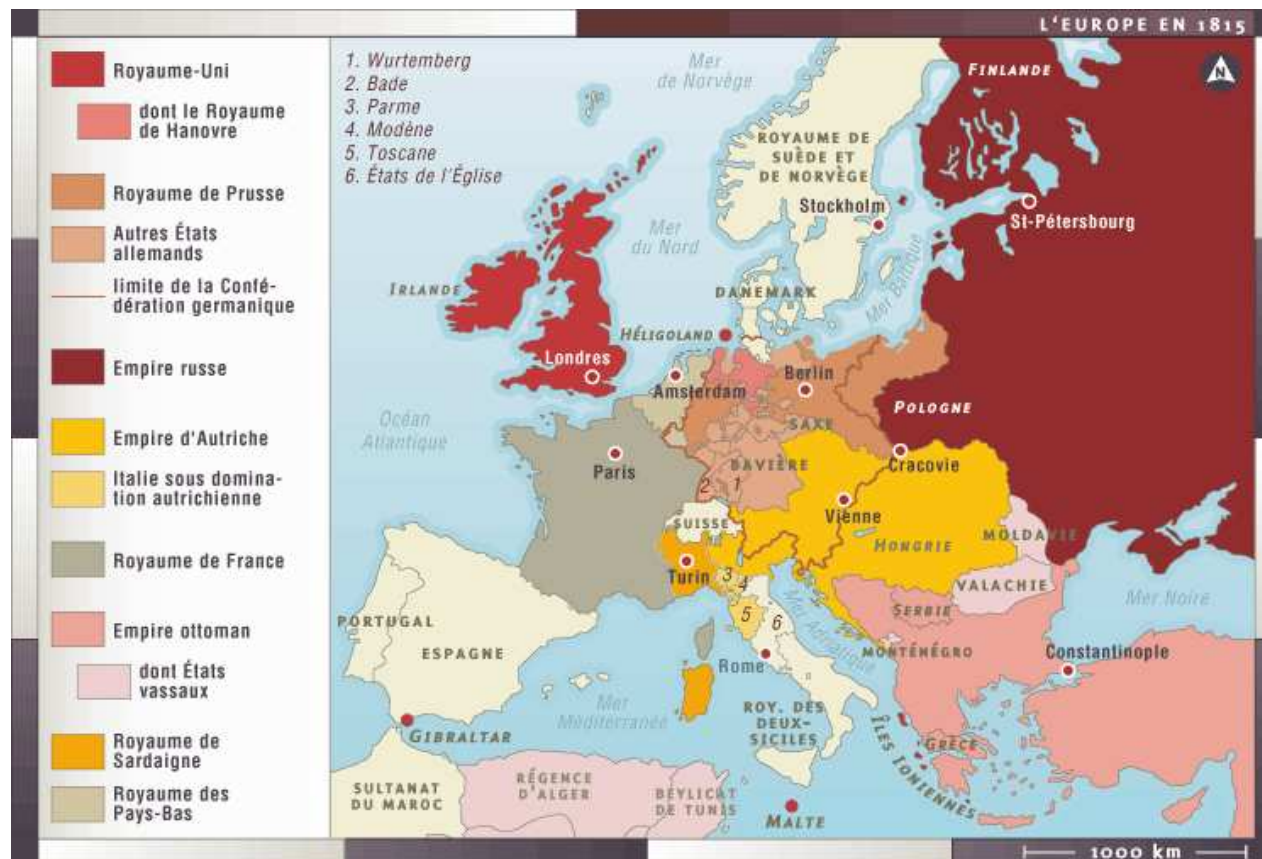 L'EUROPE EN 1815
Royaume-Uni
dont le Royaume
de Hanovre
Royaume de Prusse
Autres États
allemands
limite de la Confé-
dération germanique
Empire russe
Empire d'Autriche
Italie sous domina-
tion autrichienne
Royaume de France
Empire ottoman
dont États
vassaux
Royaume de
Sardaigne
Royaume des
Pays-Bas
1. Wurtemberg
2. Bade
3. Parme
4. Modène
5. Toscane
6. États de l'Église
Mer
de Norvège
FINLANDE
N
ROYAUME DE
SUÈDE ET
DE NORVÈGE
Stockholm
St-Pétersbourg
Mer
du Nord
Mer Baltique
IRLANDE
DANEMARK
HÉLIGOLAND
Londres
Amsterdam
Berlin
POLOGNE
Océan
Atlantique
SAXE
Paris
BAVIÈRE
Cracovie
2
1
Vienne
SUISSE
HONGRIE
MOLDAVIE
Turin
3
4
VALACHIE
Mer Noire
5
6
Mer Adriatique
SERBIE
PORTUGAL
ESPAGNE
MONTÉNÉGRO
Constantinople
Rome
Mer
Méditerranée
ROY. DES
DEUX-
SICILES
GIBRALTAR
ÎLES IONIENNES
GRÈCE
SULTANAT
DU MAROC
RÉGENCE
D'ALGER
BEYLICAT
DE TUNIS
MALTE
1000 km